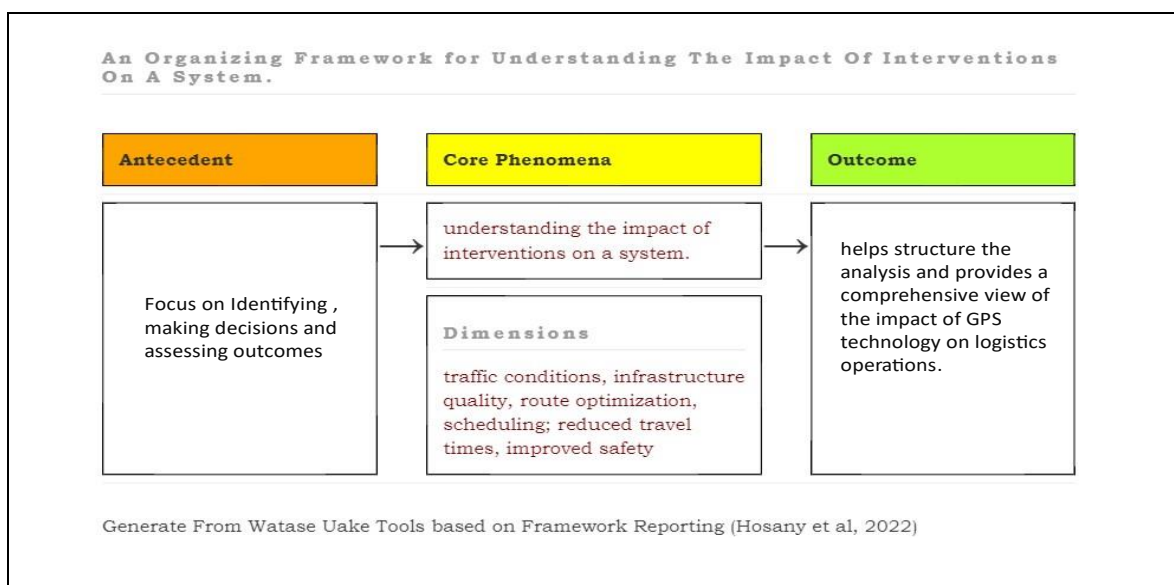 An Organizing Framework for Understanding The Impact Of Interventions
On A System.
Antecedent
Core Phenomena
Outcome
Focus on Identifying ,
making decisions and
assessing outcomes
understanding the impact of
interventions on a system.
Dimensions
traffic conditions, infrastructure
quality, route optimization,
scheduling; reduced travel
times, improved safety
helps structure the
analysis and provides a
comprehensive view of
the impact of GPS
technology on logistics
operations.
Generate From Watase Uake Tools based on Framework Reporting (Hosany et al, 2022)